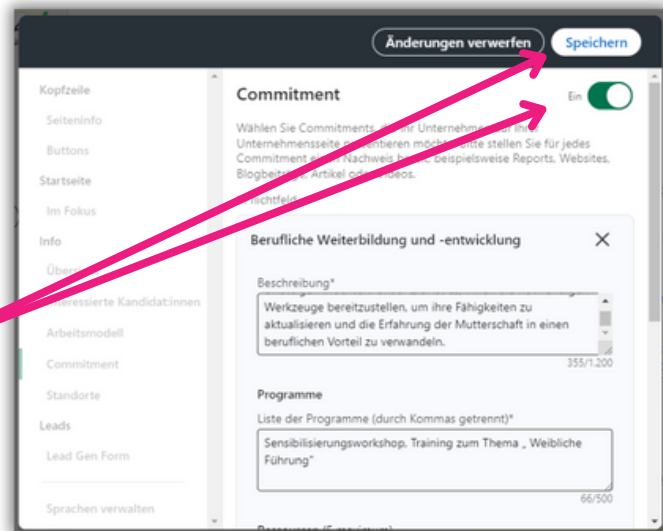 Änderungen verwerfen
Speichern
Kopfzeile
Seiteninfo
Buttons
Startseite
Im Fokus
Info
Arbeitsmodell
Commitment
Standorte
Leads
Lead Gen Form
Sprachen verwalten
Commitment
Ein
Wählen Sie Commitments, die Ihr Unternehmen auf Ihrer
Unternehmensseite präsentieren möchte. Bitte stellen Sie für jedes
Commitment einen Nachweis bereit, beispielsweise Reports, Websites,
Blogbeiträge, Artikel oder Videos.
Berufliche Weiterbildung und -entwicklung
Beschreibung*
Werkzeuge bereitzustellen, um ihre Fähigkeiten zu
aktualisieren und die Erfahrung der Mutterschaft in einen
beruflichen Vorteil zu verwandeln.
355/1.200
Programme
Liste der Programme (durch Kommas getrennt)*
Sensibilisierungsworkshop, Training zum Thema „ Weibliche
Führung"
66/500